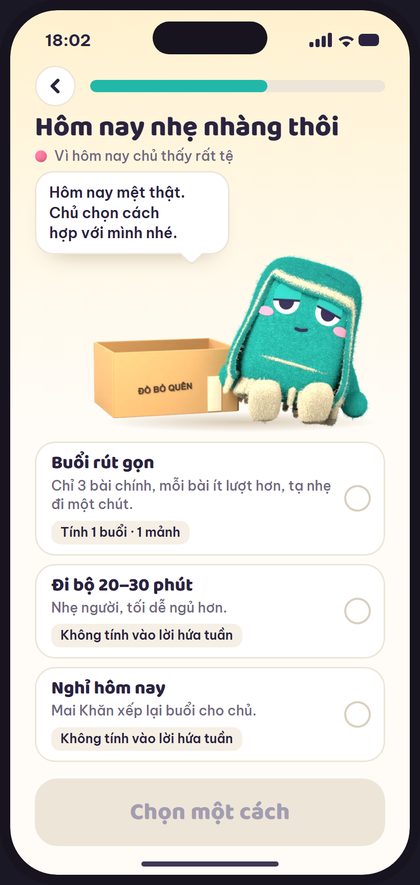 18:02
Hôm nay nhẹ nhàng thôi
Vì hôm nay chủ thấy rất tệ
Hôm nay mệt thật.
Chủ chọn cách
hợp với mình nhé.
ĐỒ BỎ QUÊN
Buổi rút gọn
Chỉ 3 bài chính, mỗi bài ít lượt hơn, tạ nhẹ
đi một chút.
Tính 1 buổi · 1 mảnh
Đi bộ 20–30 phút
Nhẹ người, tối dễ ngủ hơn.
Không tính vào lời hứa tuần
Nghỉ hôm nay
Mai Khăn xếp lại buổi cho chủ.
Không tính vào lời hứa tuần
Chọn một cách